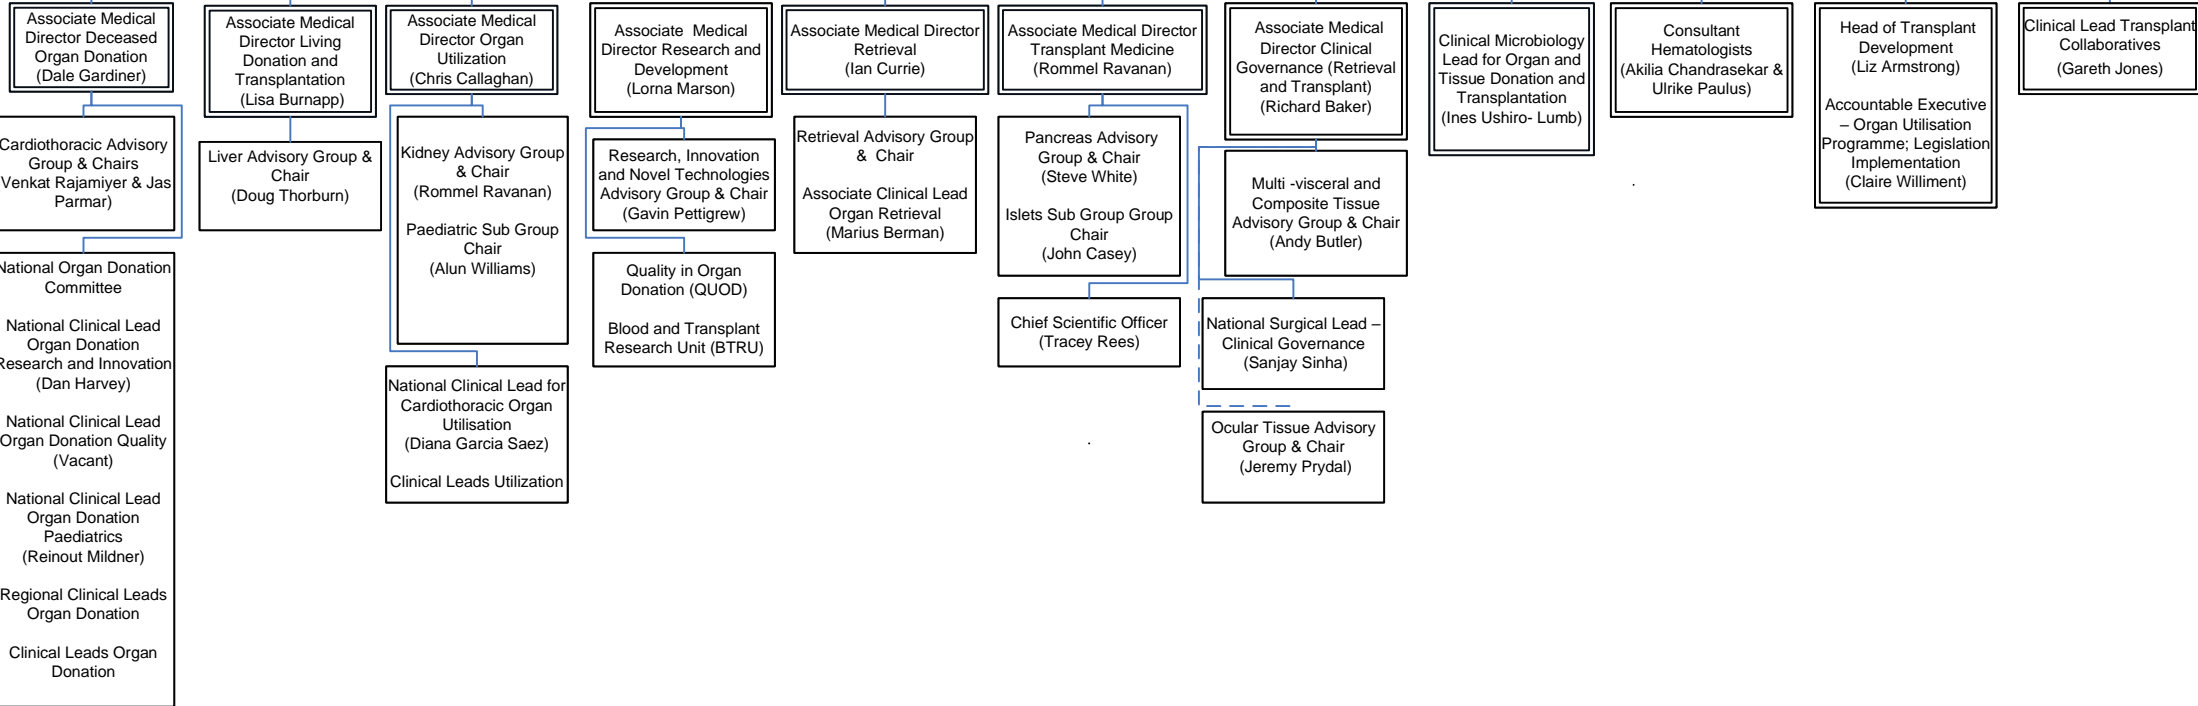 Associate Medical
Director Deceased
Organ Donation
(Dale Gardiner)
Cardiothoracic Advisory
Group & Chairs
Venkat Rajamiyer & Jas
Parmar)
National Organ Donation
Committee
National Clinical Lead
Organ Donation
Research and Innovation
(Dan Harvey)
National Clinical Lead
Organ Donation Quality
(Vacant)
National Clinical Lead
Organ Donation
Paediatrics
(Reinout Mildner)
Regional Clinical Leads
Organ Donation
Clinical Leads Organ
Donation
Associate Medical
Director Living
Donation and
Transplantation
(Lisa Burnapp)
Liver Advisory Group &
Chair
(Doug Thorburn)
Associate Medical
Director Organ
Utilization
(Chris Callaghan)
Kidney Advisory Group
& Chair
(Rommel Ravanan)
Paediatric Sub Group
Chair
(Alun Williams)
National Clinical Lead for
Cardiothoracic Organ
Utilisation
(Diana Garcia Saez)
Clinical Leads Utilization
Associate Medical
Director Research and
Development
(Lorna Marson)
Research, Innovation
and Novel Technologies
Advisory Group & Chair
(Gavin Pettigrew)
Quality in Organ
Donation (QUOD)
Blood and Transplant
Research Unit (BTRU)
Associate Medical Director
Retrieval
(Ian Currie)
Retrieval Advisory Group
& Chair
Associate Clinical Lead
Organ Retrieval
(Marius Berman)
Associate Medical Director
Transplant Medicine
(Rommel Ravanan)
Pancreas Advisory
Group & Chair
(Steve White)
Islets Sub Group Group
Chair
(John Casey)
Chief Scientific Officer
(Tracey Rees)
Associate Medical
Director Clinical
Governance (Retrieval
and Transplant)
(Richard Baker)
Multi -visceral and
Composite Tissue
Advisory Group & Chair
(Andy Butler)
National Surgical Lead –
Clinical Governance
(Sanjay Sinha)
Ocular Tissue Advisory
Group & Chair
(Jeremy Prydal)
Clinical Microbiology
Lead for Organ and
Tissue Donation and
Transplantation
(Ines Ushiro- Lumb)
Consultant
Hematologists
(Akilia Chandrasekar &
Ulrike Paulus)
Head of Transplant
Development
(Liz Armstrong)
Accountable Executive
– Organ Utilisation
Programme; Legislation
Implementation
(Claire Williment)
Clinical Lead Transplant
Collaboratives
(Gareth Jones)